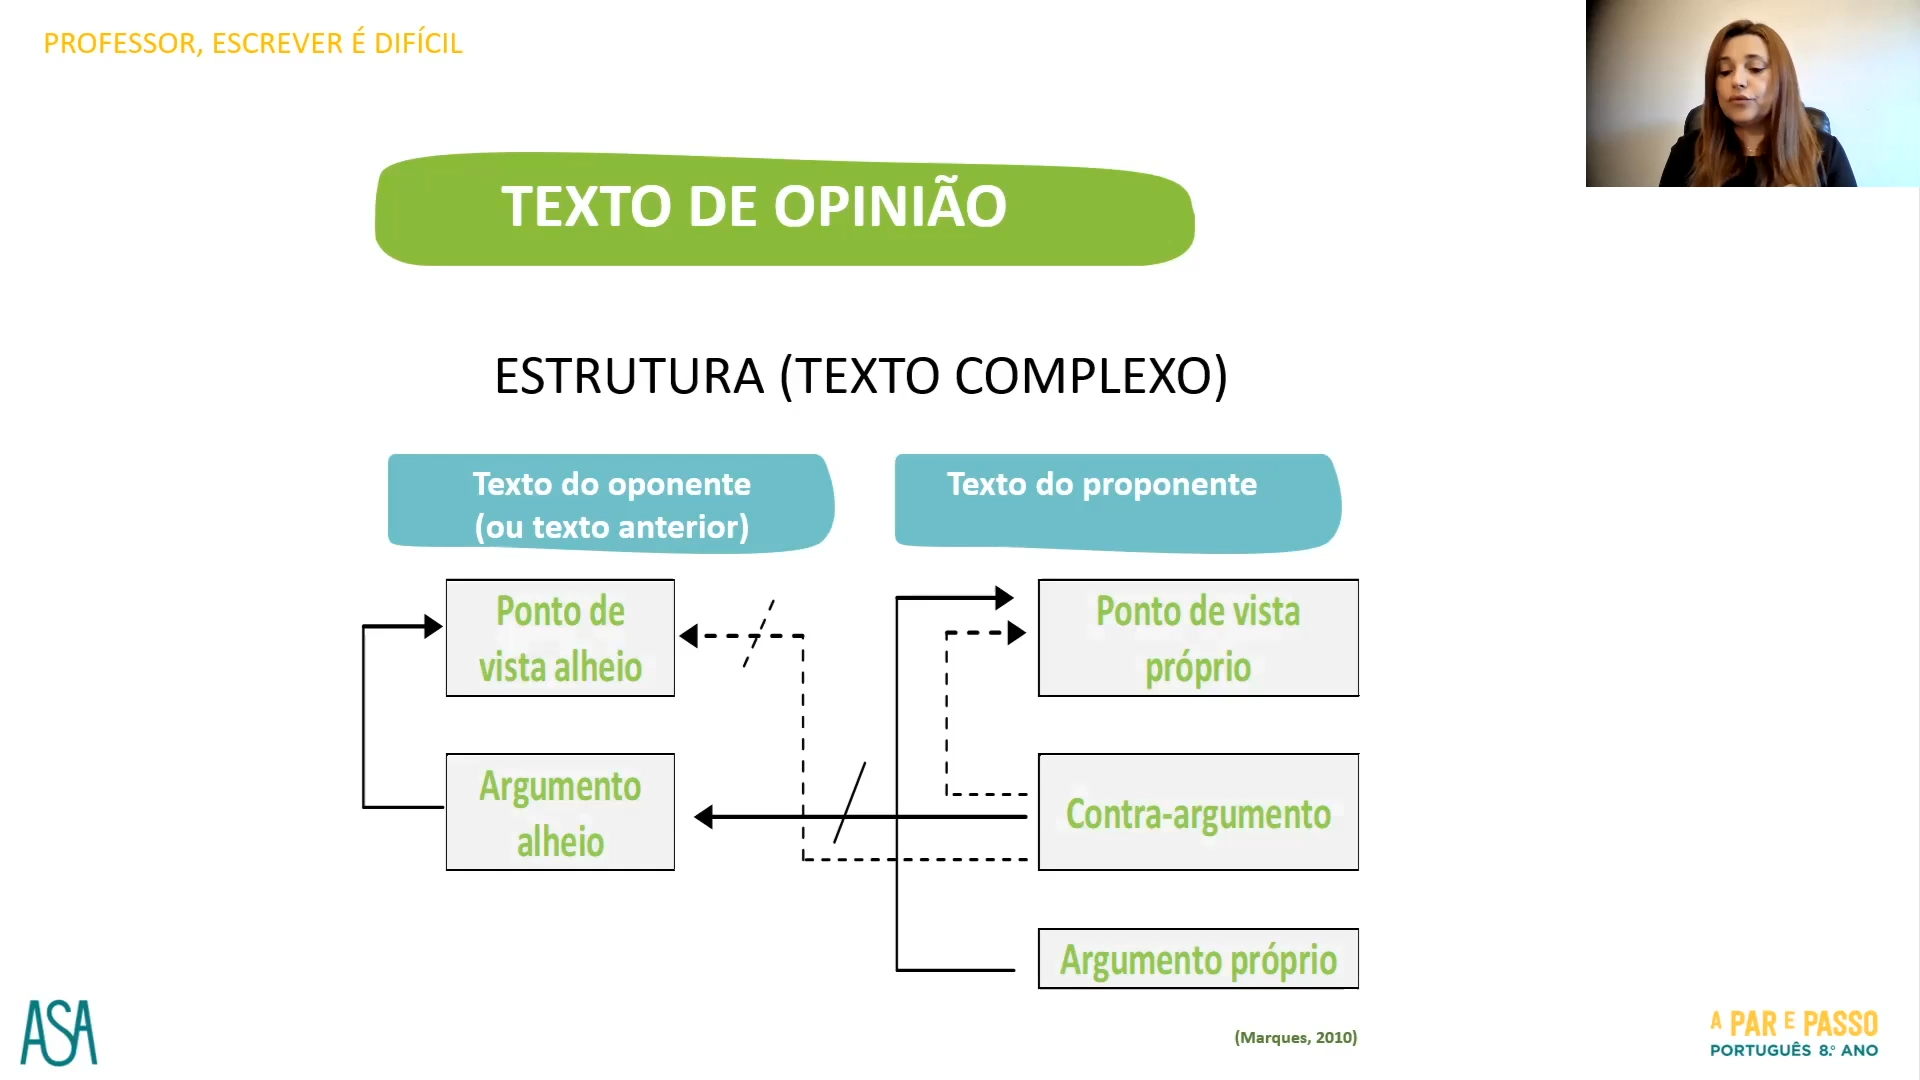 PROFESSOR, ESCREVER É DIFÍCIL
TEXTO DE OPINIÃO
ESTRUTURA (TEXTO COMPLEXO)
Texto do oponente
(ou texto anterior)
Texto do proponente
Ponto de
vista alheio
Ponto de vista
próprio
Argumento
alheio
Contra-argumento
Argumento próprio
(Marques, 2010)
ASA
A PAR E PASSO
PORTUGUÊS 8.º ANO